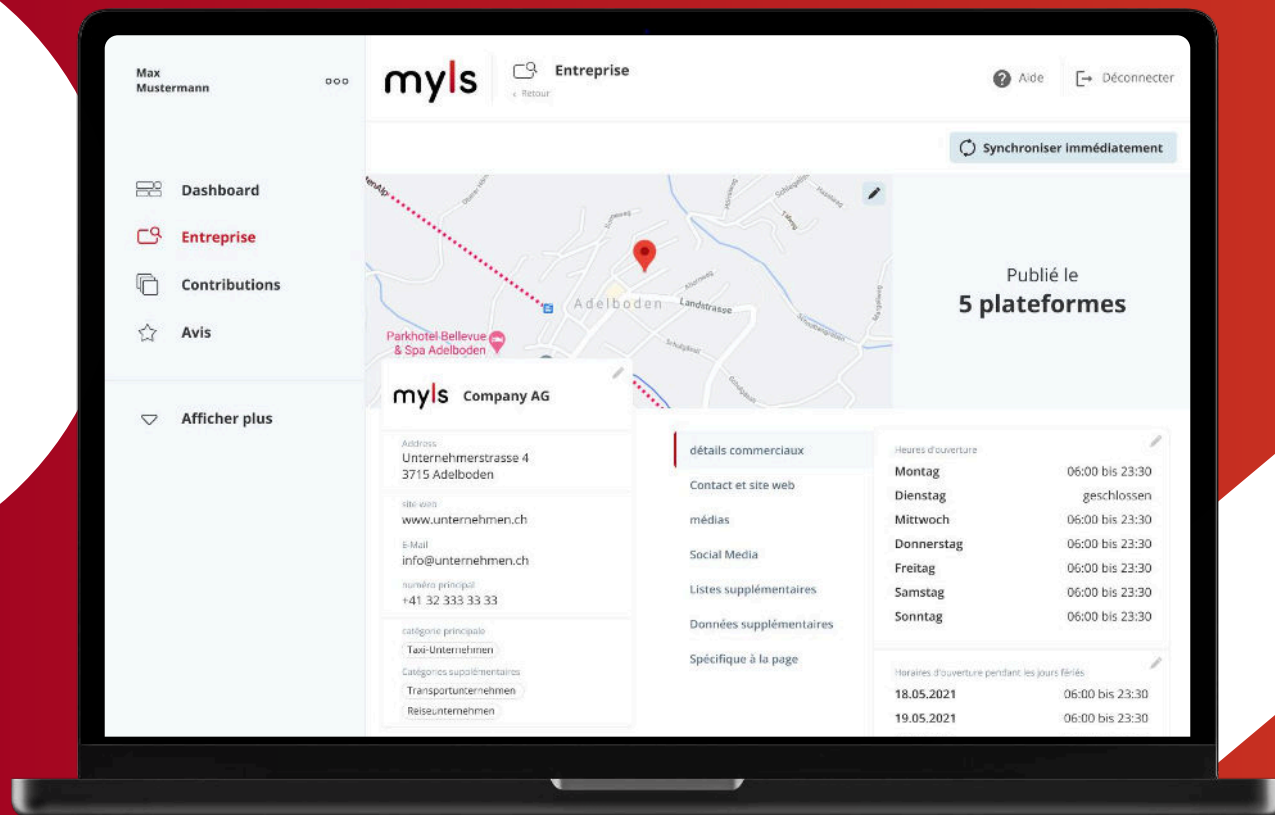 Max
Mustermann
myls
Entreprise
‹ Retour
Aide
Déconnecter
Synchroniser immédiatement
Dashboard
Entreprise
Contributions
Avis
Afficher plus
Adelboden
Landstrasse
Parkhotel Bellevue
& Spa Adelboden
Publié le
5 plateformes
myls Company AG
Address
Unternehmerstrasse 4
3715 Adelboden
site web
www.unternehmen.ch
E-Mail
info@unternehmen.ch
numéro principal
+41 32 333 33 33
catégorie principale
Taxi-Unternehmen
Catégories supplémentaires
Transportunternehmen
Reiseunternehmen
détails commerciaux
Contact et site web
médias
Social Media
Listes supplémentaires
Données supplémentaires
Spécifique à la page
Heures d'ouverture
Montag 06:00 bis 23:30
Dienstag geschlossen
Mittwoch 06:00 bis 23:30
Donnerstag 06:00 bis 23:30
Freitag 06:00 bis 23:30
Samstag 06:00 bis 23:30
Sonntag 06:00 bis 23:30
Horaires d'ouverture pendant les jours fériés
18.05.2021 06:00 bis 23:30
19.05.2021 06:00 bis 23:30